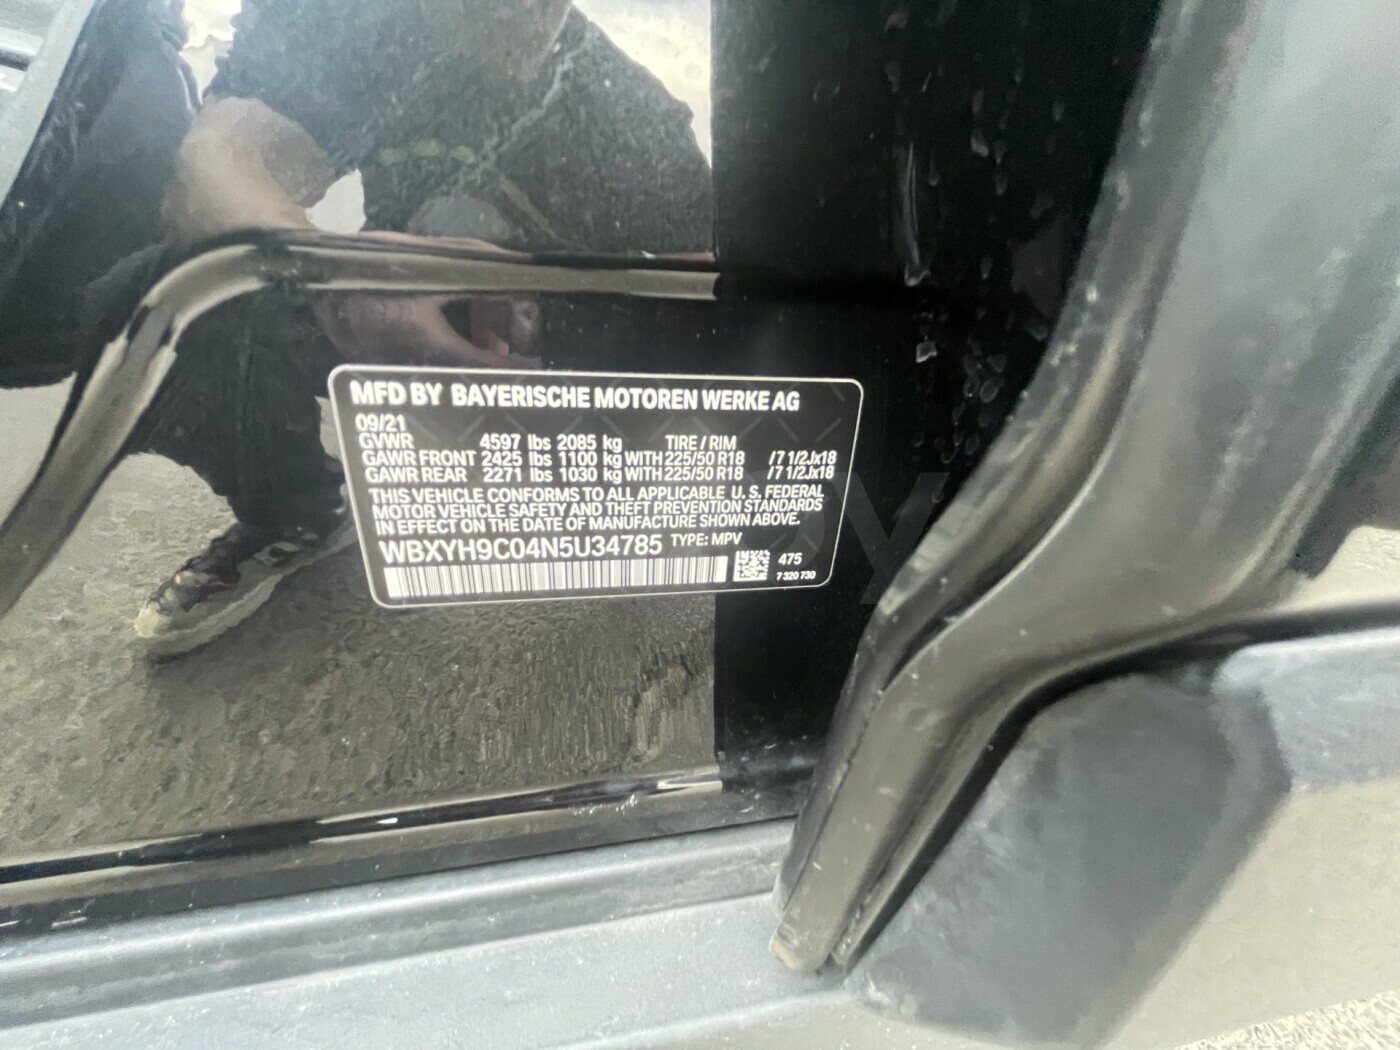 MFD BY BAYERISCHE MOTOREN WERKE AG
09/21
GVWR 4597 lbs 2085 kg TIRE / RIM
GAWR FRONT 2425 lbs 1100 kg WITH 225/50 R18 /7 1/2Jx18
GAWR REAR 2271 lbs 1030 kg WITH 225/50 R18 /7 1/2Jx18
THIS VEHICLE CONFORMS TO ALL APPLICABLE U. S. FEDERAL
MOTOR VEHICLE SAFETY AND THEFT PREVENTION STANDARDS
IN EFFECT ON THE DATE OF MANUFACTURE SHOWN ABOVE.
WBXYH9C04N5U34785 TYPE: MPV
475
7 320 730